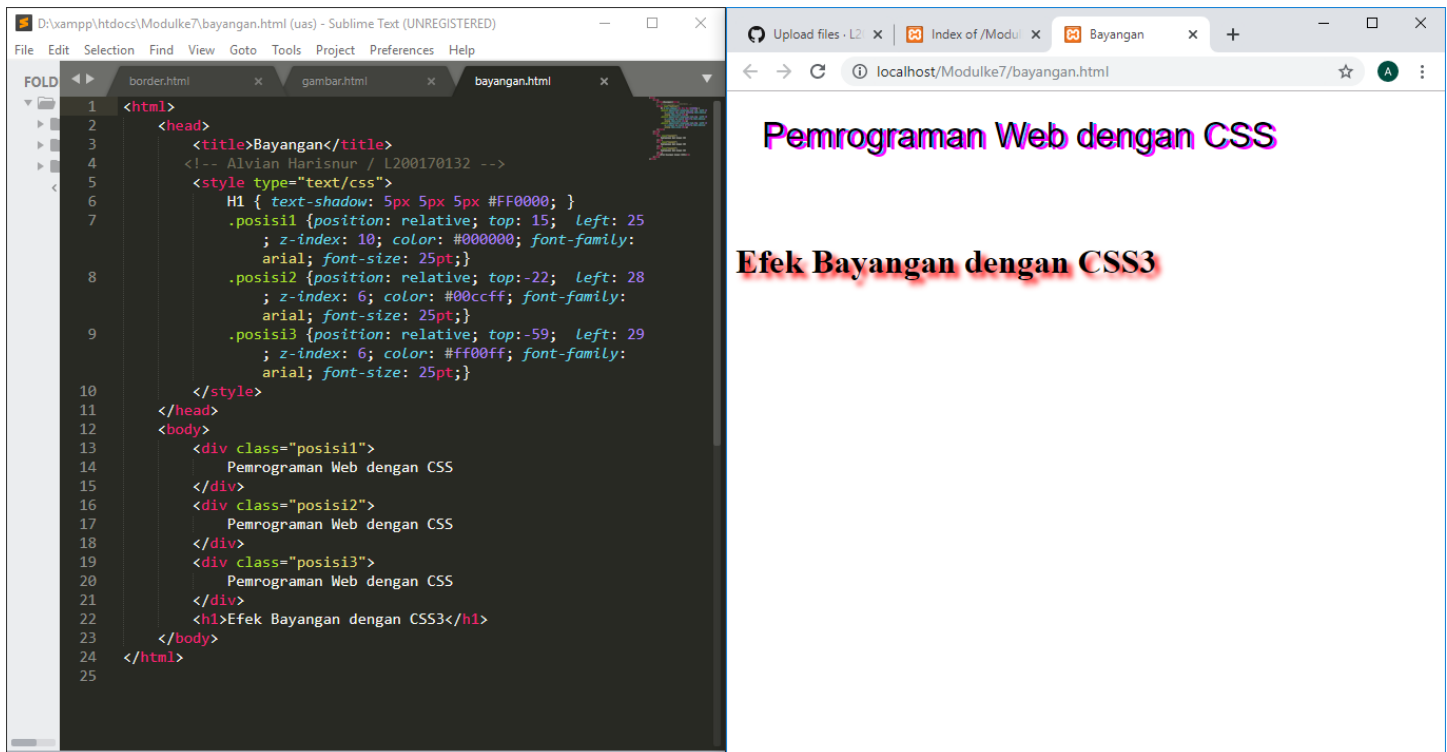 D:\xampp\htdocs\Modulke7\bayangan.html (uas) - Sublime Text (UNREGISTERED)
File Edit Selection Find View Goto Tools Project Preferences Help
FOLD
border.html
gambar.html
bayangan.html
1 <html>
2 <head>
3 <title>Bayangan</title>
4 <!-- Alvian Harisnur / L200170132 -->
5 <style type="text/css">
6 H1 { text-shadow: 5px 5px 5px #FF0000; }
7 .posisi1 {position: relative; top: 15; left: 25
; z-index: 10; color: #000000; font-family:
arial; font-size: 25pt;}
8 .posisi2 {position: relative; top:-22; left: 28
; z-index: 6; color: #00ccff; font-family:
arial; font-size: 25pt;}
9 .posisi3 {position: relative; top:-59; left: 29
; z-index: 6; color: #ff00ff; font-family:
arial; font-size: 25pt;}
10 </style>
11 </head>
12 <body>
13 <div class="posisi1">
14 Pemrograman Web dengan CSS
15 </div>
16 <div class="posisi2">
17 Pemrograman Web dengan CSS
18 </div>
19 <div class="posisi3">
20 Pemrograman Web dengan CSS
21 </div>
22 <h1>Efek Bayangan dengan CSS3</h1>
23 </body>
24 </html>
25
Upload files · L2
Index of /Modul
Bayangan
localhost/Modulke7/bayangan.html
A
Pemrograman Web dengan CSS
Efek Bayangan dengan CSS3